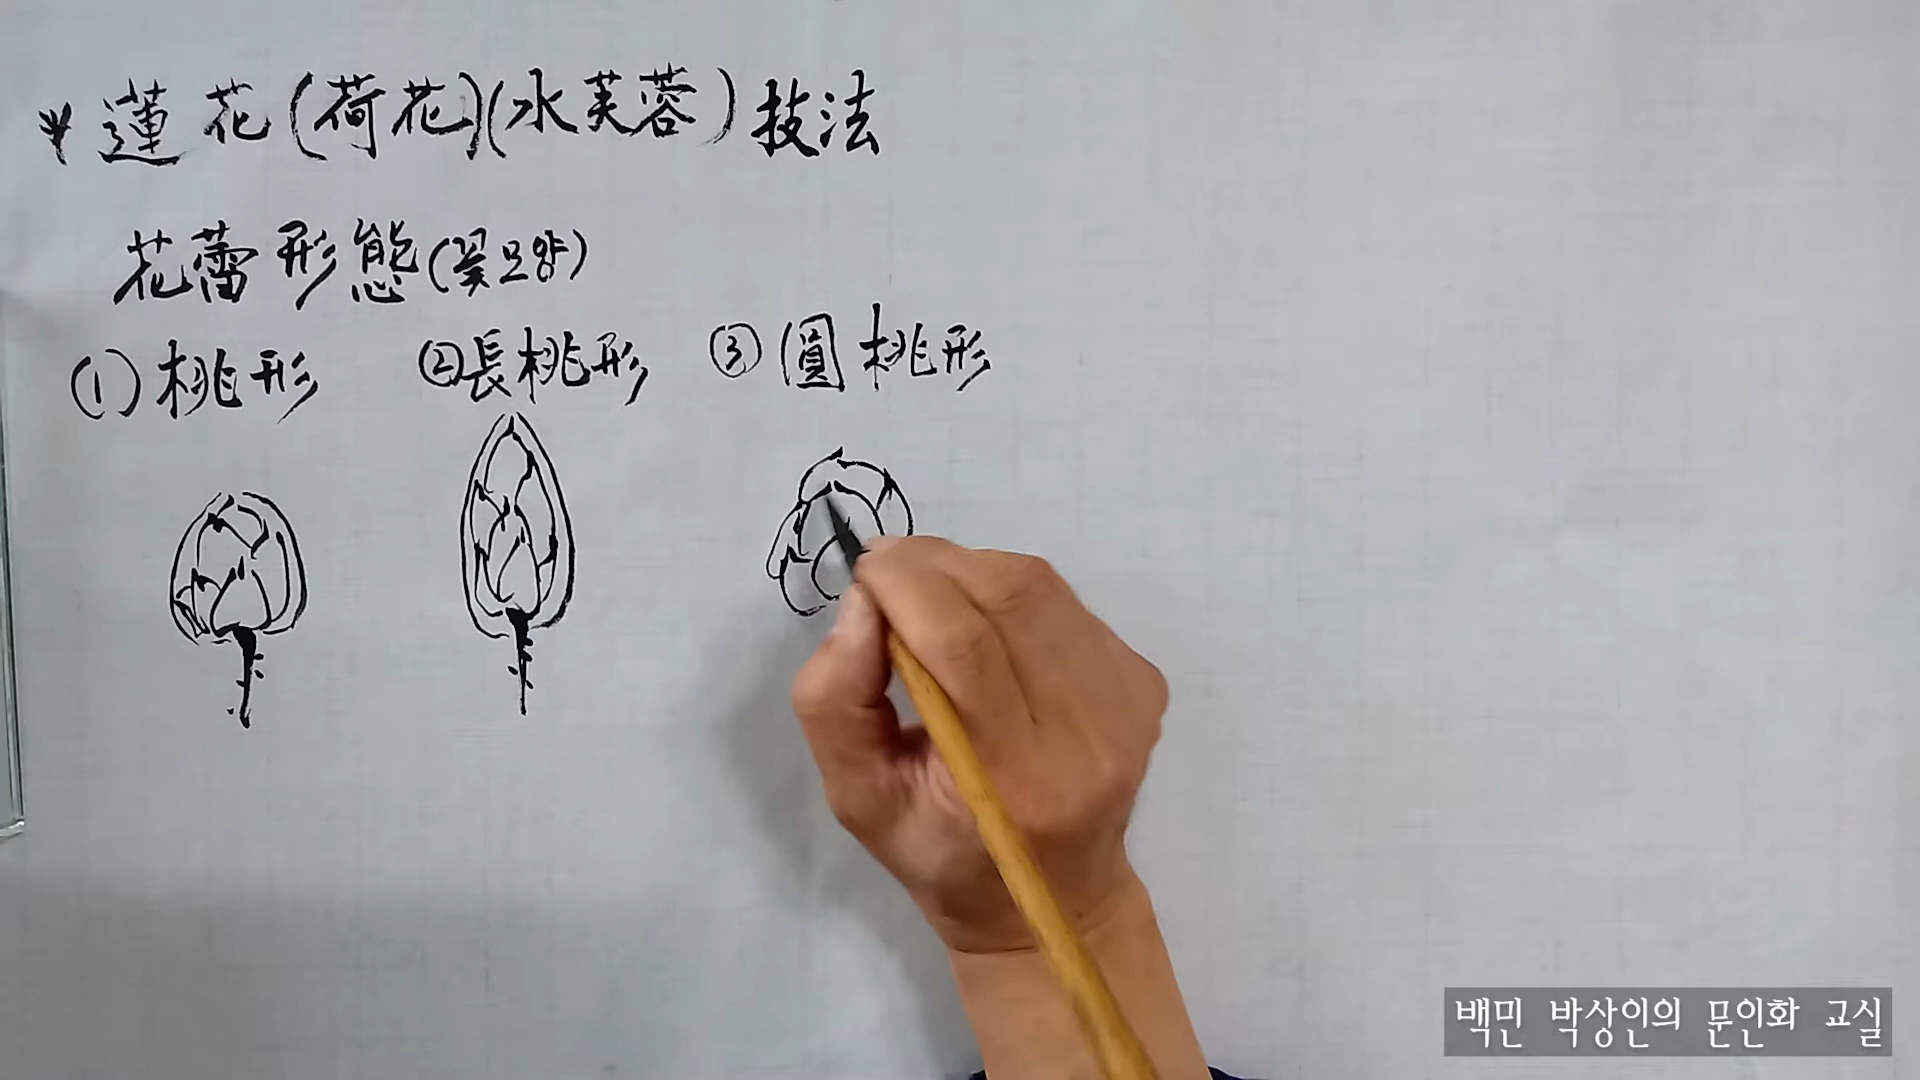 蓮花(荷花)(水芙蓉)技法
花蕾形態(꽃모양)
(1)桃形 ②長桃形 ③圓桃形
백민 박상인의 문인화 교실